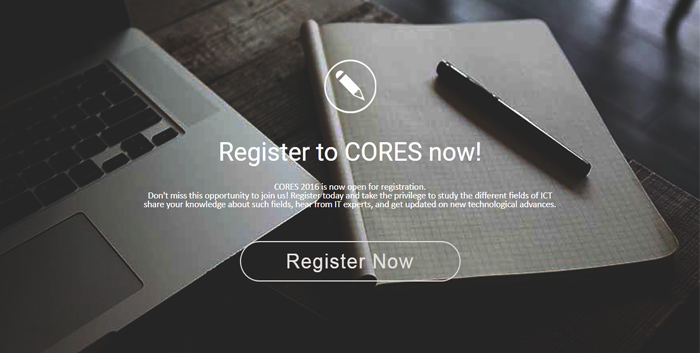 Register to CORES now!
CORES 2016 is now open for registration.
Don't miss this opportunity to join us! Register today and take the privilege to study the different fields of ICT
share your knowledge about such fields, hear from IT experts, and get updated on new technological advances.
Register Now